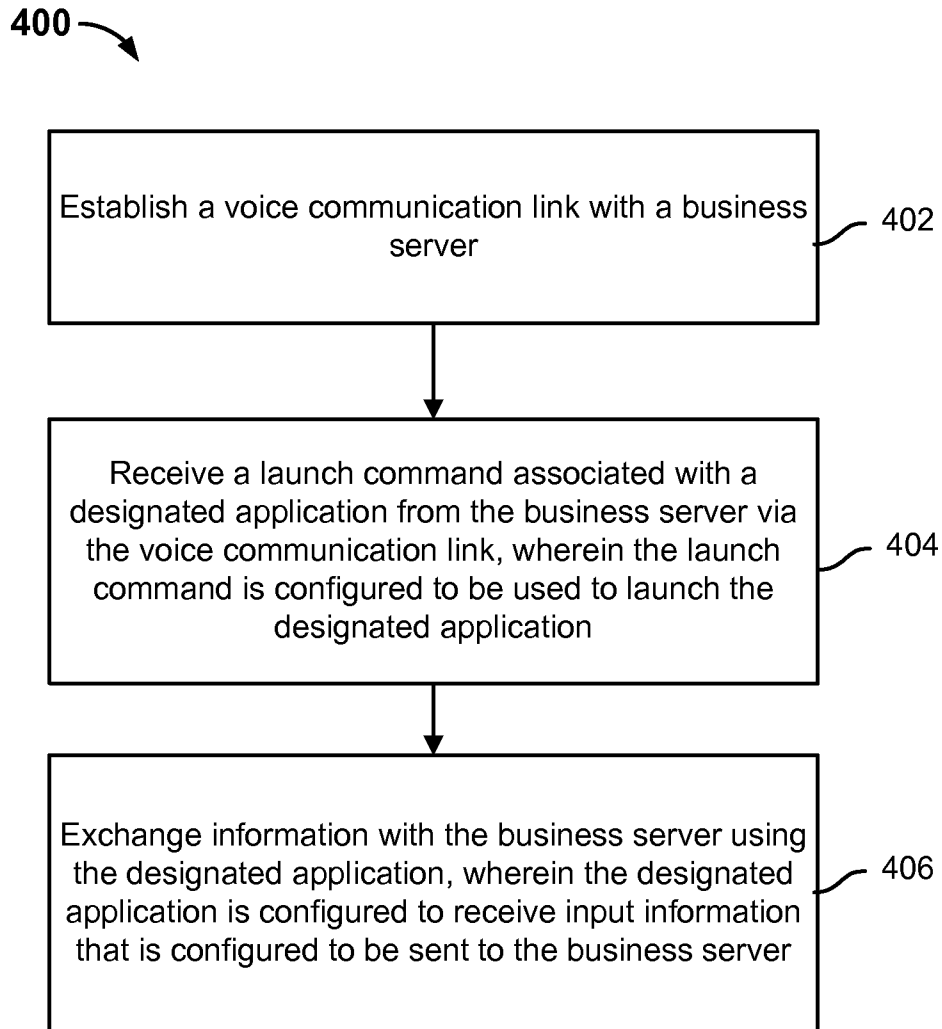 400
Establish a voice communication link with a business
server
402
Receive a launch command associated with a
designated application from the business server via
the voice communication link, wherein the launch
command is configured to be used to launch the
designated application
404
Exchange information with the business server using
the designated application, wherein the designated
application is configured to receive input information
that is configured to be sent to the business server
406